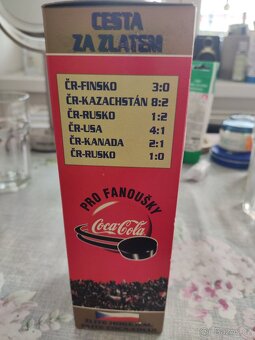 CESTA
ZA ZLATEM
ČR-FINSKO 3:0
ČR-KAZACHSTÁN 8:2
ČR-RUSKO 1:2
ČR-USA 4:1
ČR-KANADA 2:1
ČR-RUSKO 1:0
PRO FANOUŠKY
Coca-Cola